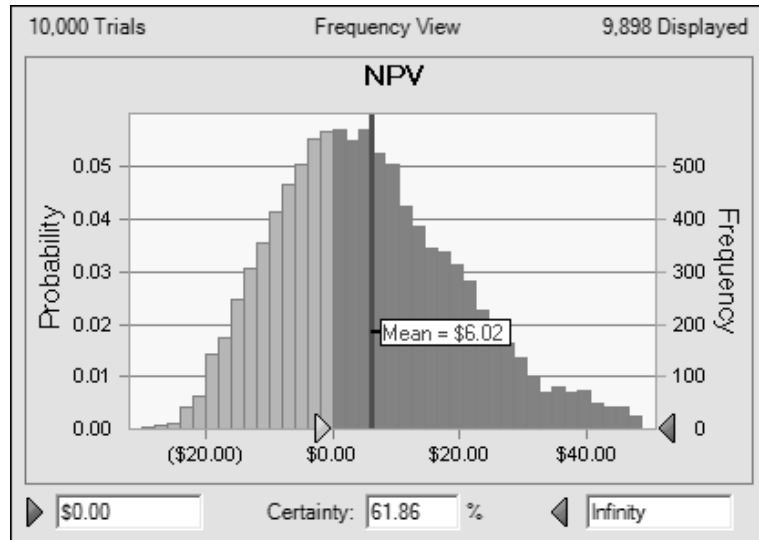 10,000 Trials Frequency View 9,898 Displayed
NPV
0.05 500
0.04 400
0.03 300
0.02 200
0.01 100
0.00 0
Probability
Frequency
Mean = $6.02
($20.00) $0.00 $20.00 $40.00
$0.00 Certainty: 61.86 % Infinity